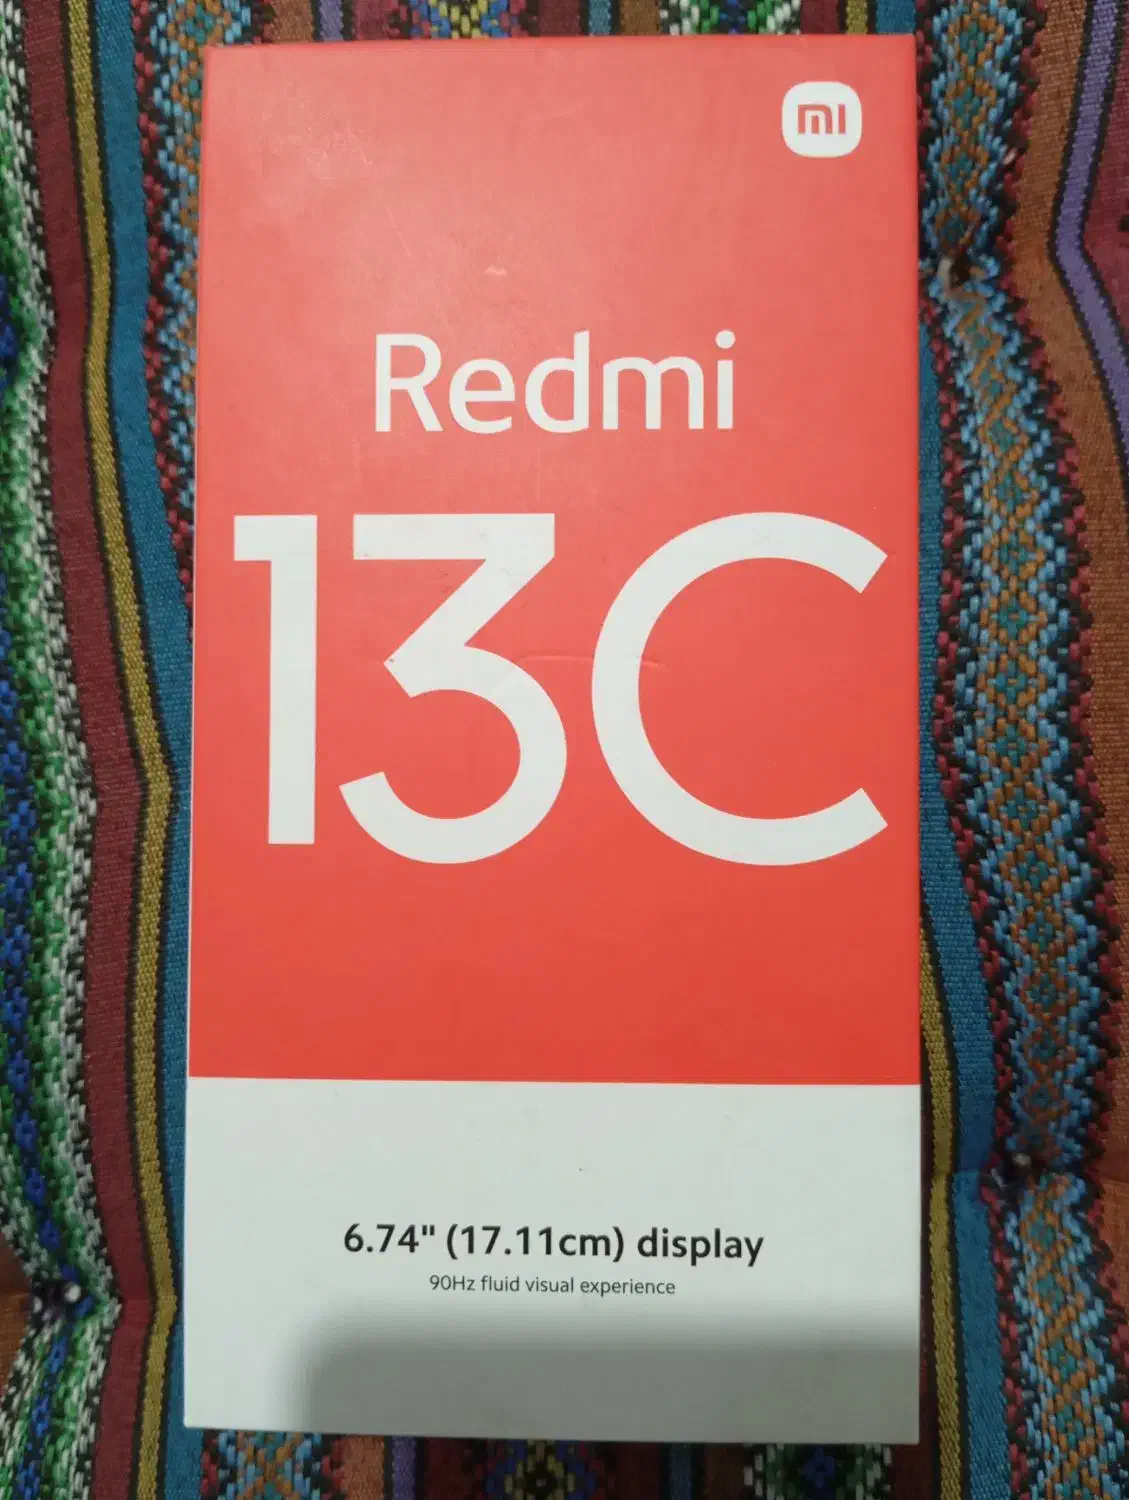 mi
Redmi
13C
6.74" (17.11cm) display
90Hz fluid visual experience